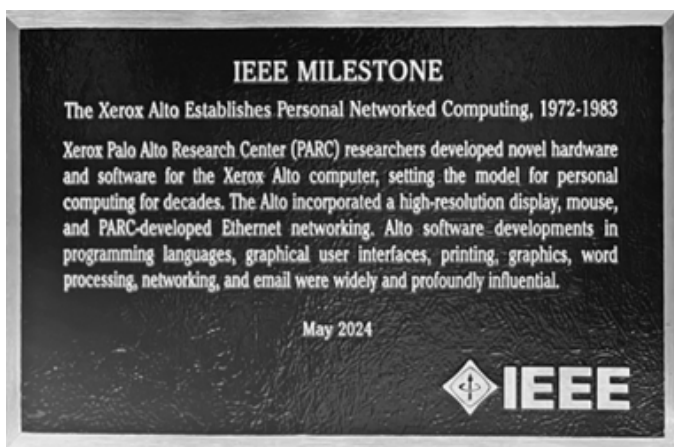 IEEE MILESTONE
The Xerox Alto Establishes Personal Networked Computing, 1972-1983
Xerox Palo Alto Research Center (PARC) researchers developed novel hardware
and software for the Xerox Alto computer, setting the model for personal
computing for decades. The Alto incorporated a high-resolution display, mouse,
and PARC-developed Ethernet networking. Alto software developments in
programming languages, graphical user interfaces, printing, graphics, word
processing, networking, and email were widely and profoundly influential.
May 2024
IEEE